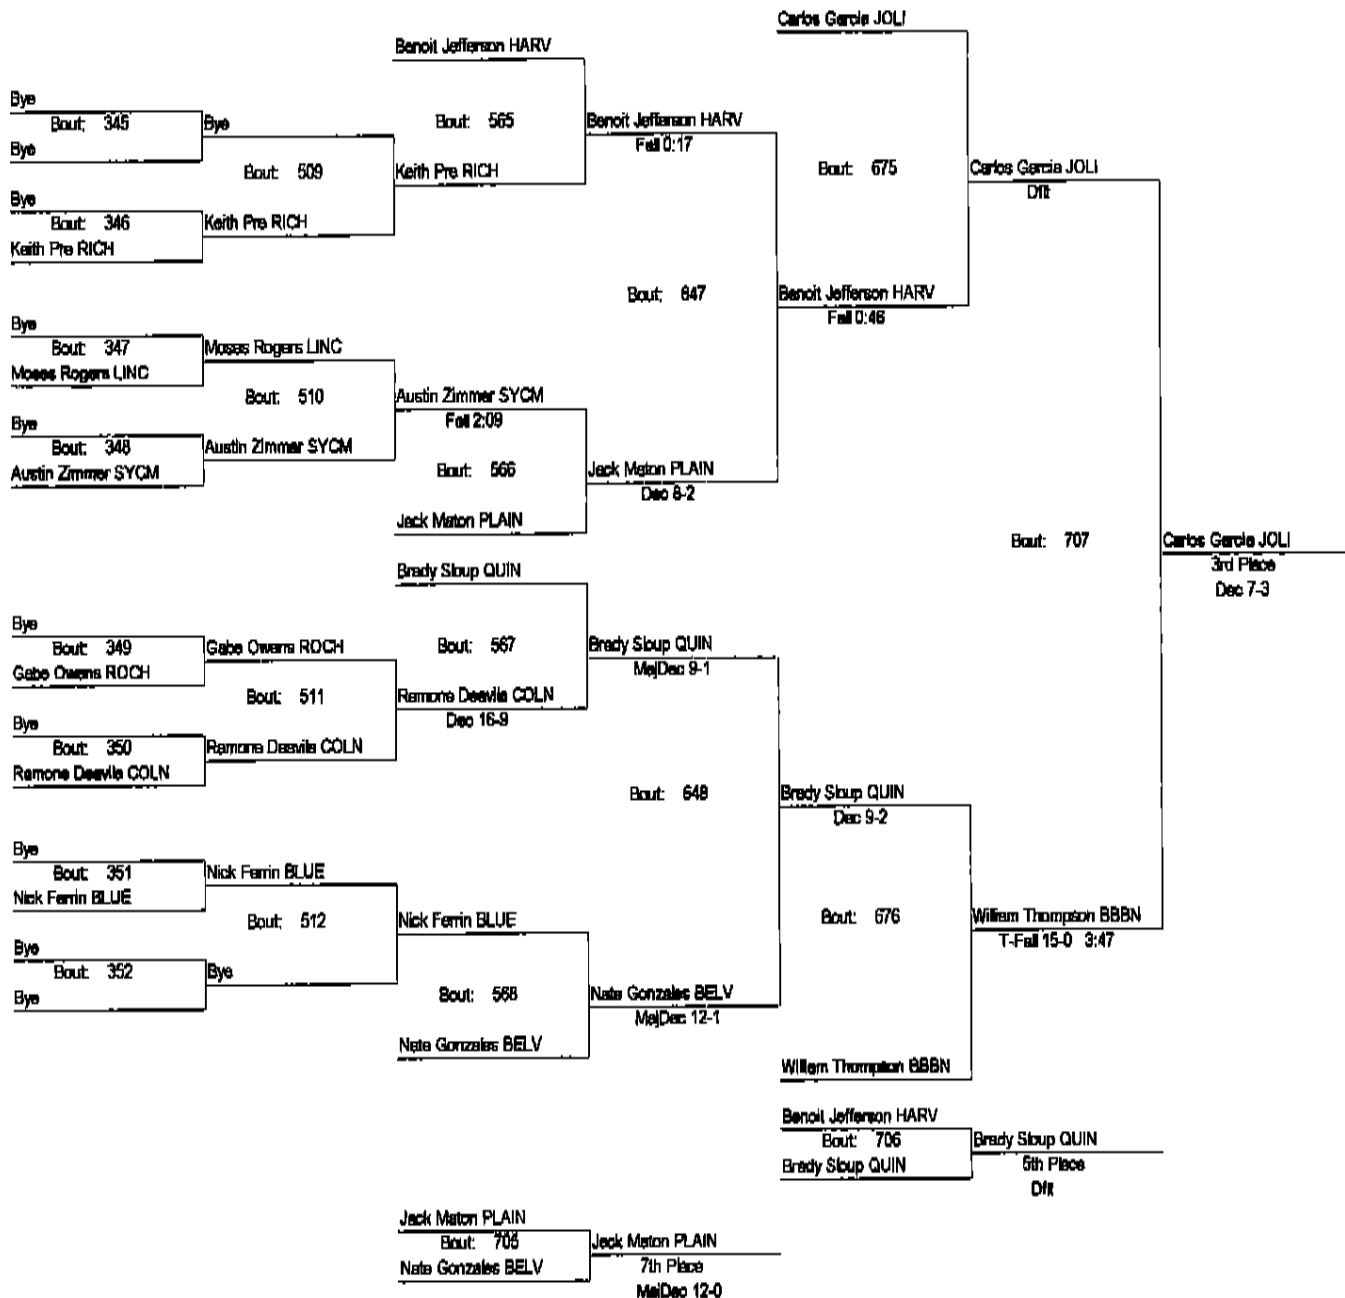 Carlos Garcia JOLI
Benoit Jefferson HARV
Bye
Bout: 345
Bye
Bye
Bout: 509
Bout: 565
Benoit Jefferson HARV
Fall 0:17
Keith Pre RICH
Bout: 675
Carlos Garcia JOLI
Dflt
Bye
Bout: 346
Keith Pre RICH
Keith Pre RICH
Bout: 647
Benoit Jefferson HARV
Fall 0:46
Bye
Bout: 347
Moses Rogers LINC
Moses Rogers LINC
Bout: 510
Austin Zimmer SYCM
Fall 2:09
Bye
Bout: 348
Austin Zimmer SYCM
Austin Zimmer SYCM
Bout: 566
Jack Maton PLAIN
Dec 8-2
Jack Maton PLAIN
Bout: 707
Carlos Garcia JOLI
3rd Place
Dec 7-3
Brady Sloup QUIN
Bye
Bout: 349
Gabe Owens ROCH
Gabe Owens ROCH
Bout: 567
Brady Sloup QUIN
MajDec 9-1
Bout: 511
Ramone Deavila COLN
Dec 16-9
Bye
Bout: 350
Ramone Deavila COLN
Ramone Deavila COLN
Bout: 648
Brady Sloup QUIN
Dec 9-2
Bye
Bout: 351
Nick Ferrin BLUE
Nick Ferrin BLUE
Bout: 512
Nick Ferrin BLUE
Bout: 676
William Thompson BBBN
T-Fall 15-0 3:47
Bye
Bout: 352
Bye
Bye
Bout: 568
Nate Gonzales BELV
MajDec 12-1
Nate Gonzales BELV
William Thompson BBBN
Benoit Jefferson HARV
Bout: 706
Brady Sloup QUIN
Brady Sloup QUIN
5th Place
Dflt
Jack Maton PLAIN
Bout: 705
Nate Gonzales BELV
Jack Maton PLAIN
7th Place
MajDec 12-0